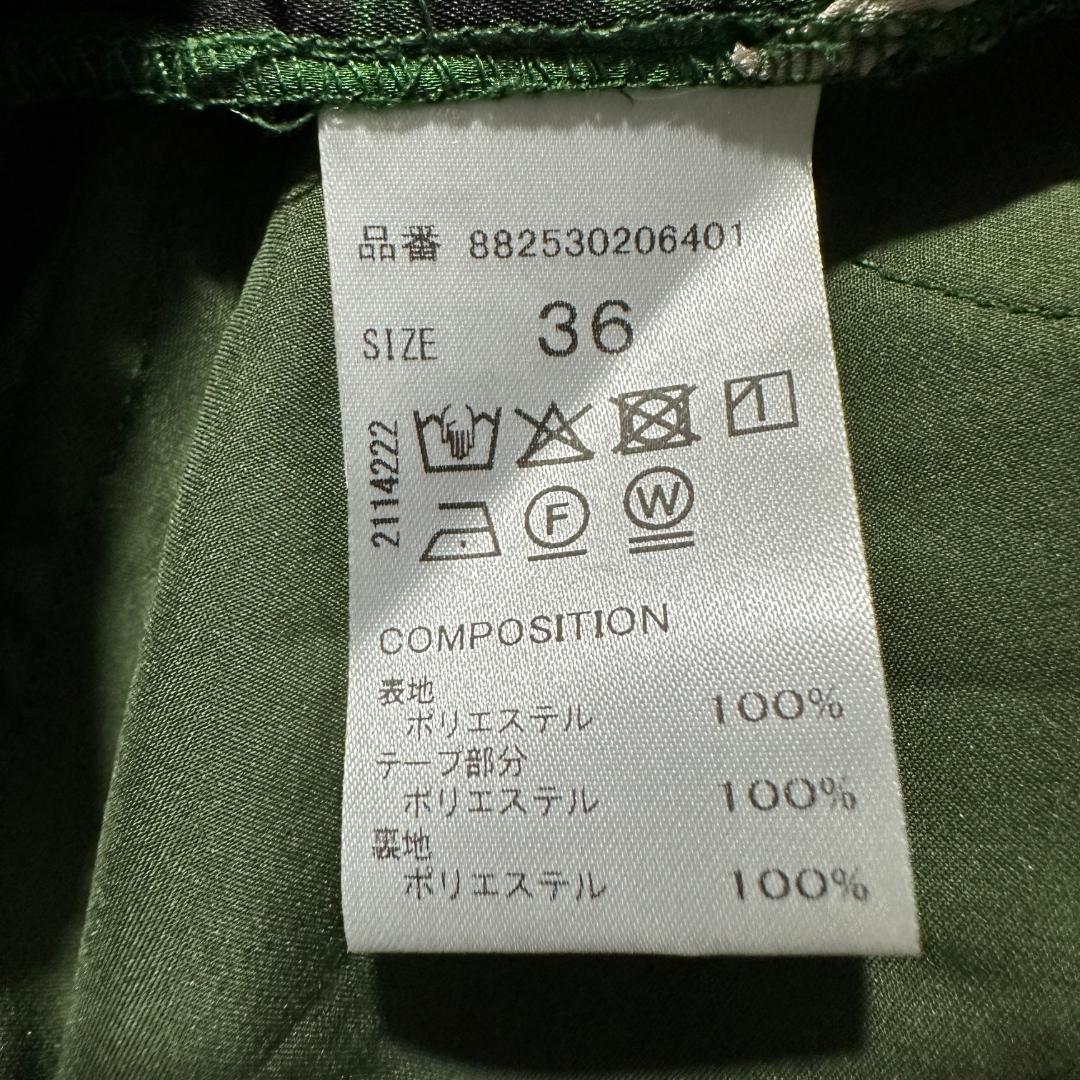 品番 882530206401
SIZE 36
2114222
F W
COMPOSITION
表地
ポリエステル 100%
テープ部分
ポリエステル 100%
裏地
ポリエステル 100%